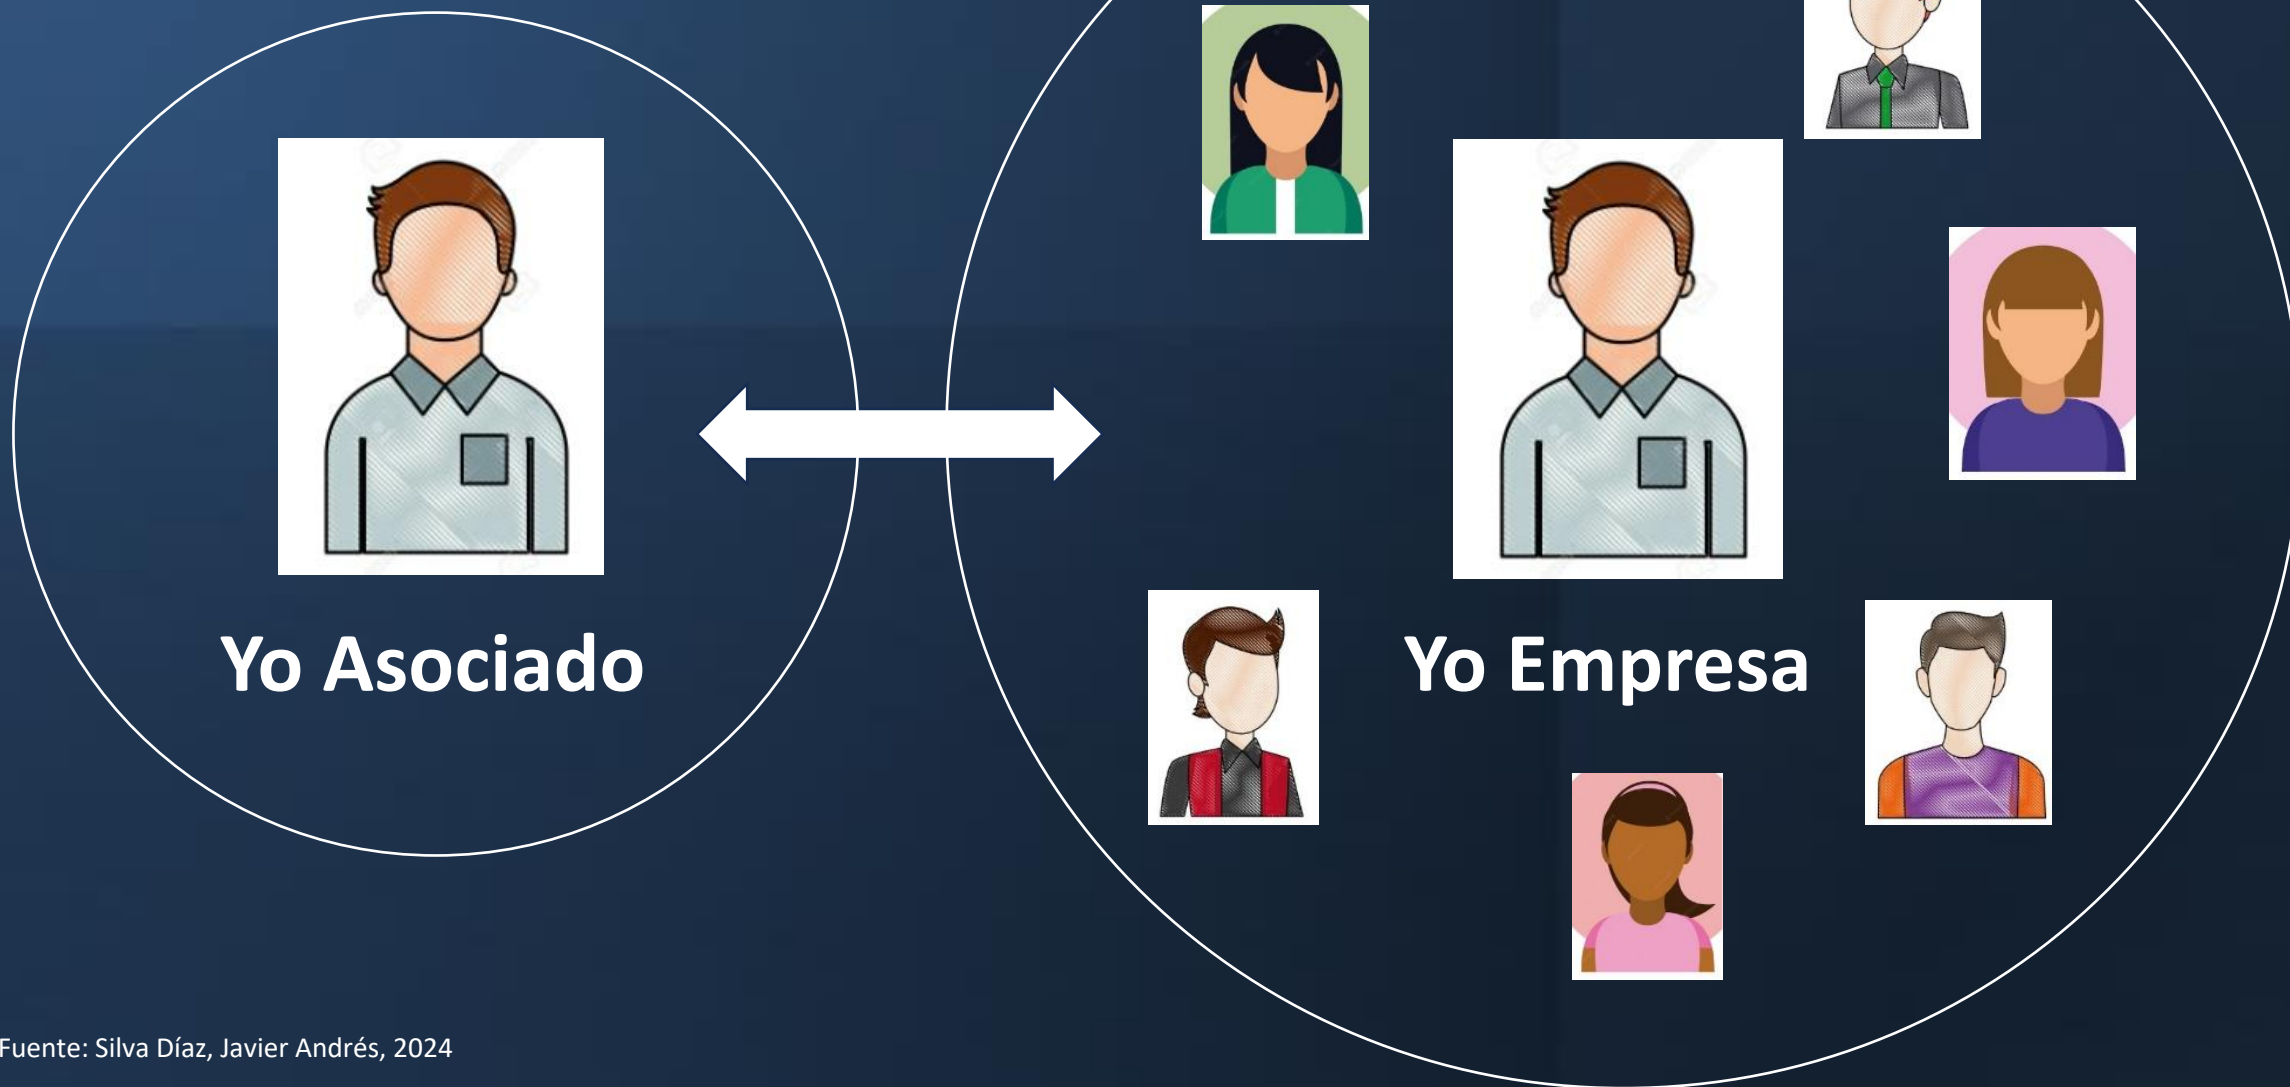 Yo Asociado
Yo Empresa
Fuente: Silva Díaz, Javier Andrés, 2024